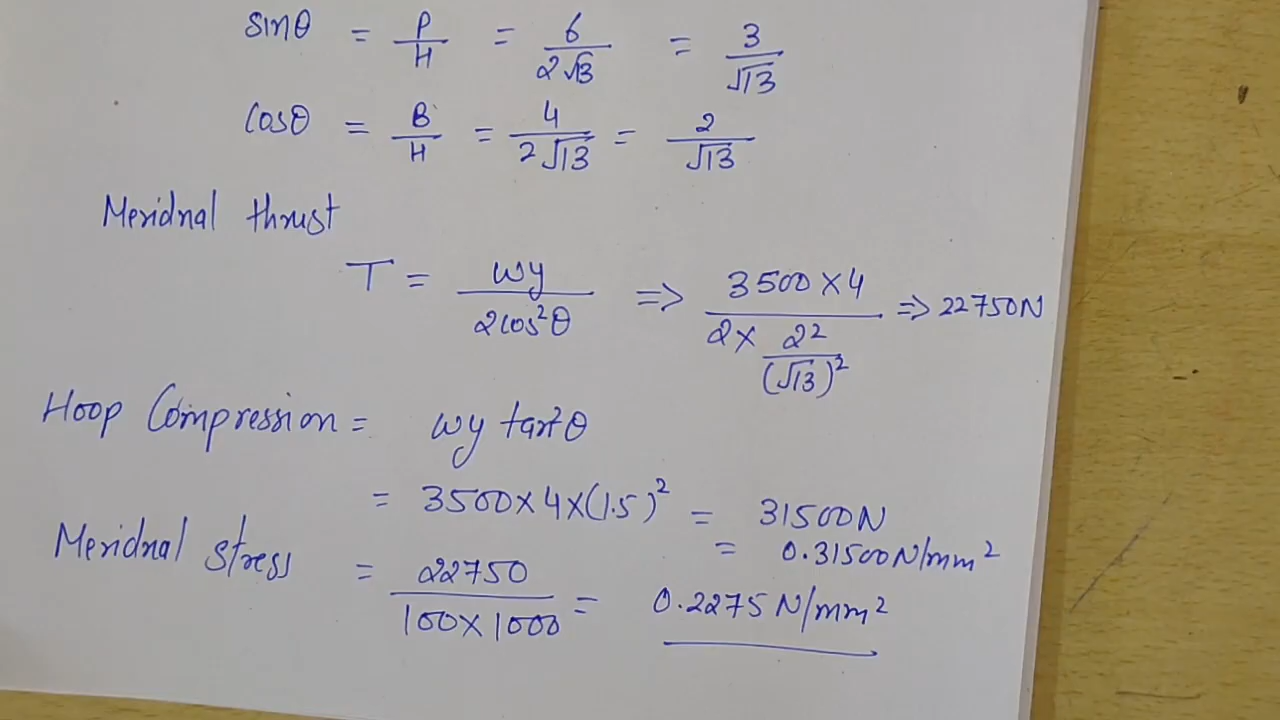 sinθ = P/H = 6/2√13 = 3/√13
cosθ = B/H = 4/2√13 = 2/√13
Meridnal thrust
T = wy/2cos²θ => 3500×4/2×2²/(√13)² => 22750N
Hoop Compression = wy tan²θ
= 3500×4×(1.5)² = 31500N
= 0.31500N/mm²
Meridnal stress = 22750/100×1000 = 0.2275 N/mm²